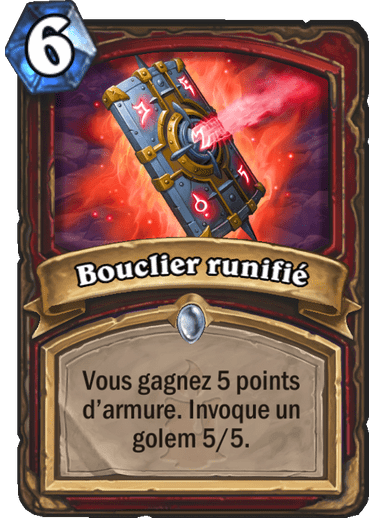 6
Bouclier runifié
Vous gagnez 5 points
d'armure. Invoque un
golem 5/5.